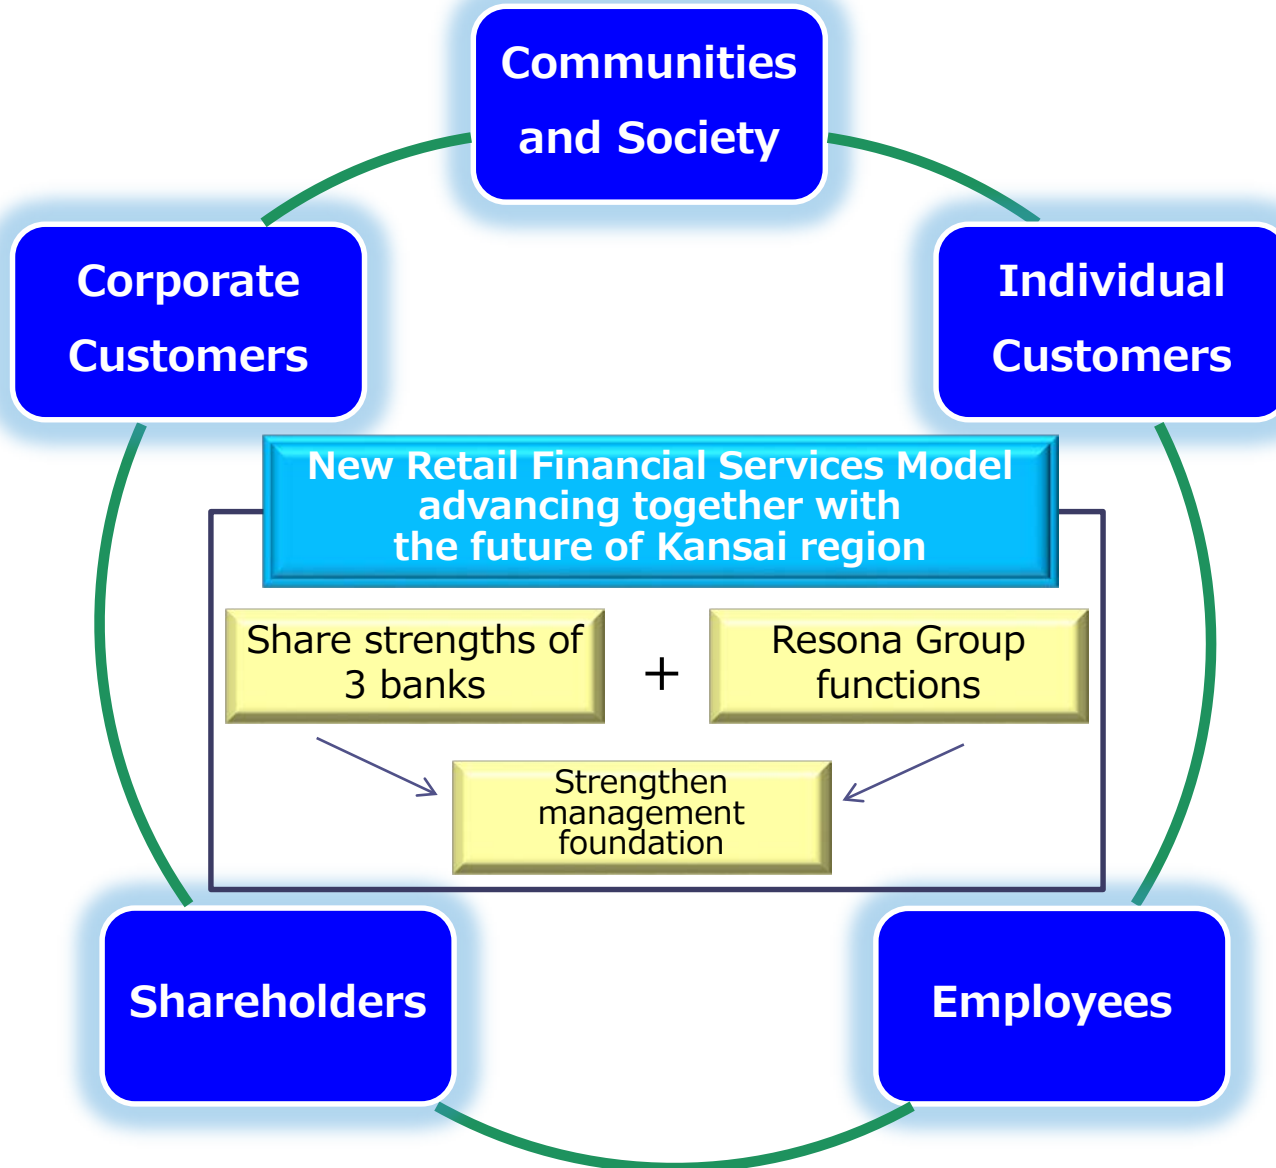 Communities
and Society
Corporate
Customers
Individual
Customers
New Retail Financial Services Model
advancing together with
the future of Kansai region
Share strengths of
3 banks
+
Resona Group
functions
Strengthen
management
foundation
Shareholders
Employees